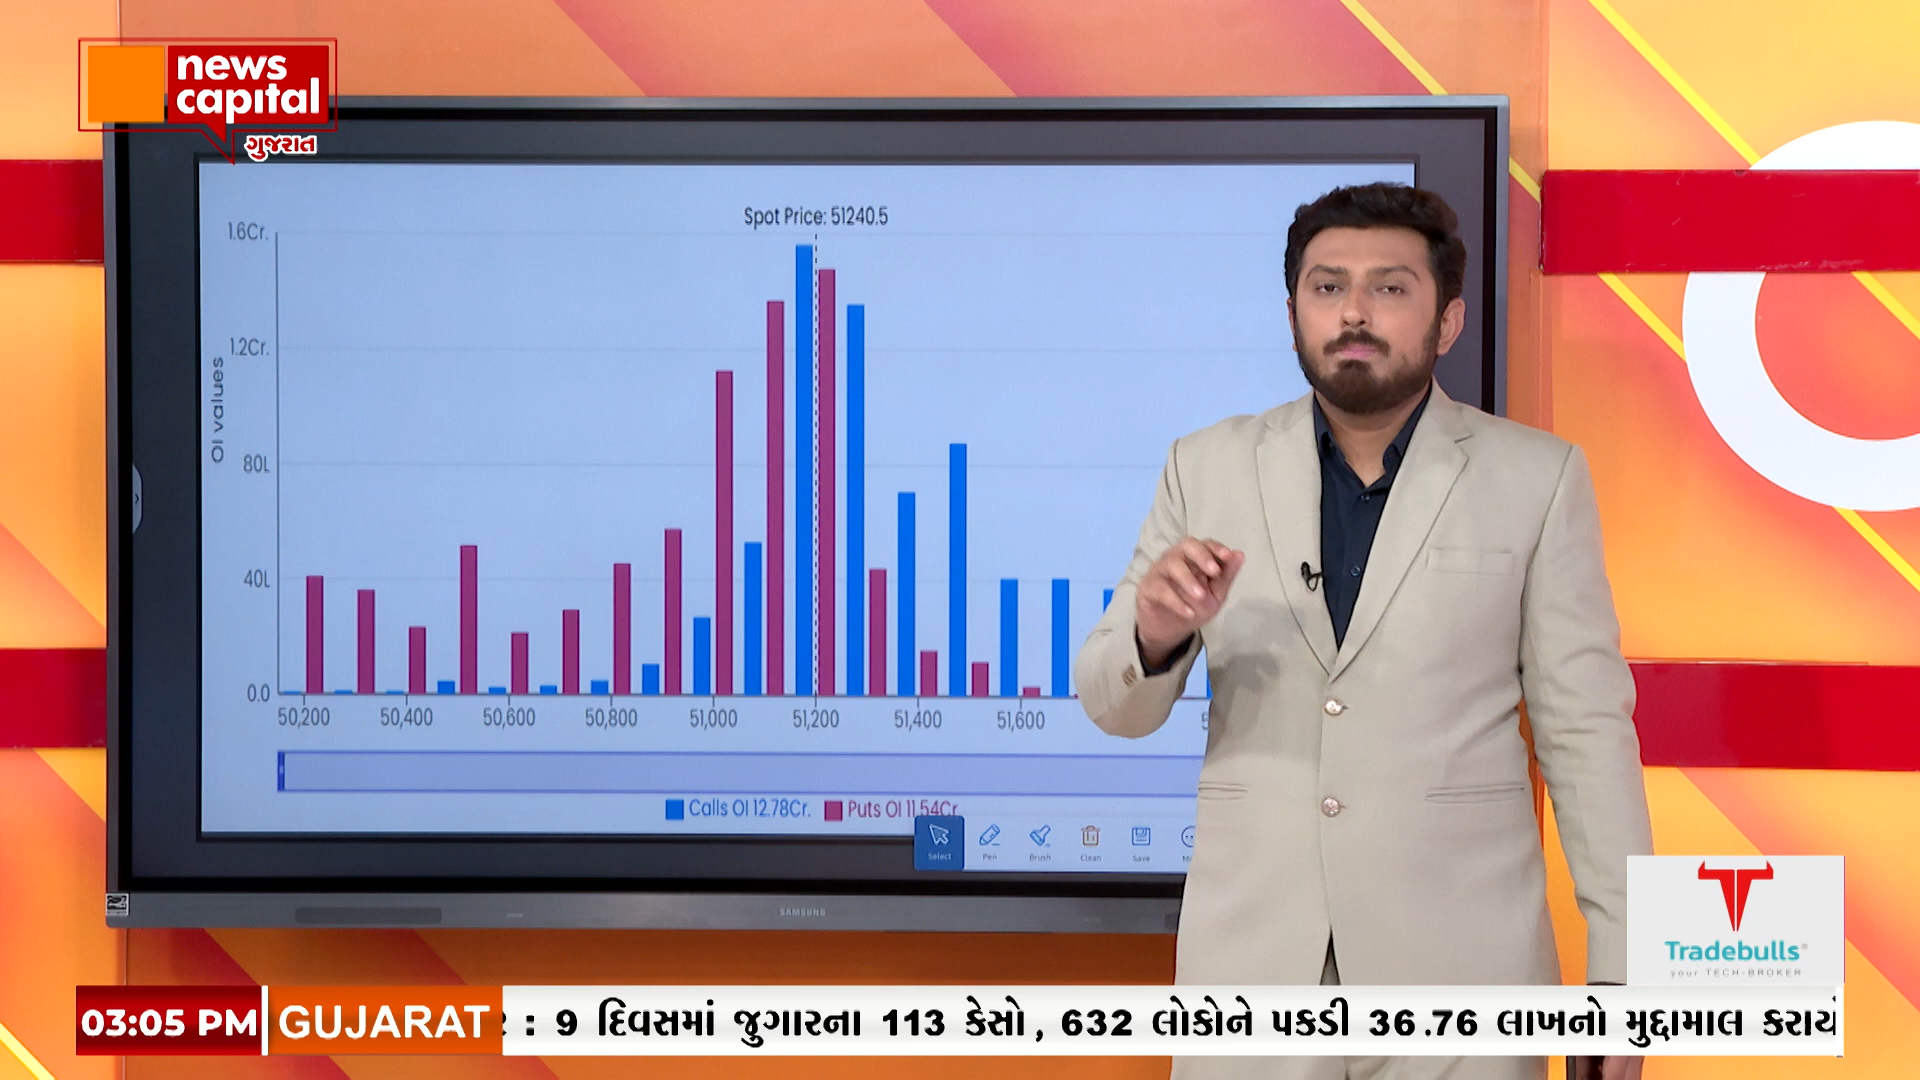 news
capital
ગુજરાત
Spot Price: 51240.5
1.6Cr.
1.2Cr.
80L
40L
0.0
OI values
50,200 50,400 50,600 50,800 51,000 51,200 51,400 51,600
Calls OI 12.78Cr. Puts OI 11.54Cr.
Select Pen Brush Clean Save
SAMSUNG
Tradebulls
your TECH-BROKER
03:05 PM GUJARAT : 9 દિવસમાં જુગારના 113 કેસો, 632 લોકોને પકડી 36.76 લાખનો મુદ્દામાલ